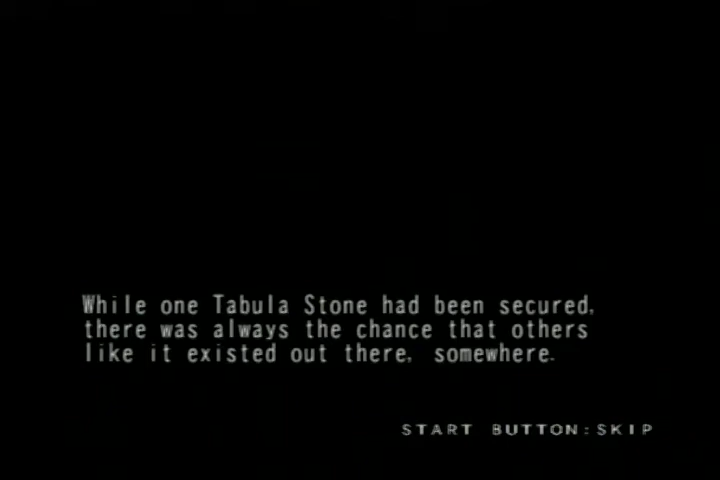 While one Tabula Stone had been secured,
there was always the chance that others
like it existed out there, somewhere.
START BUTTON:SKIP